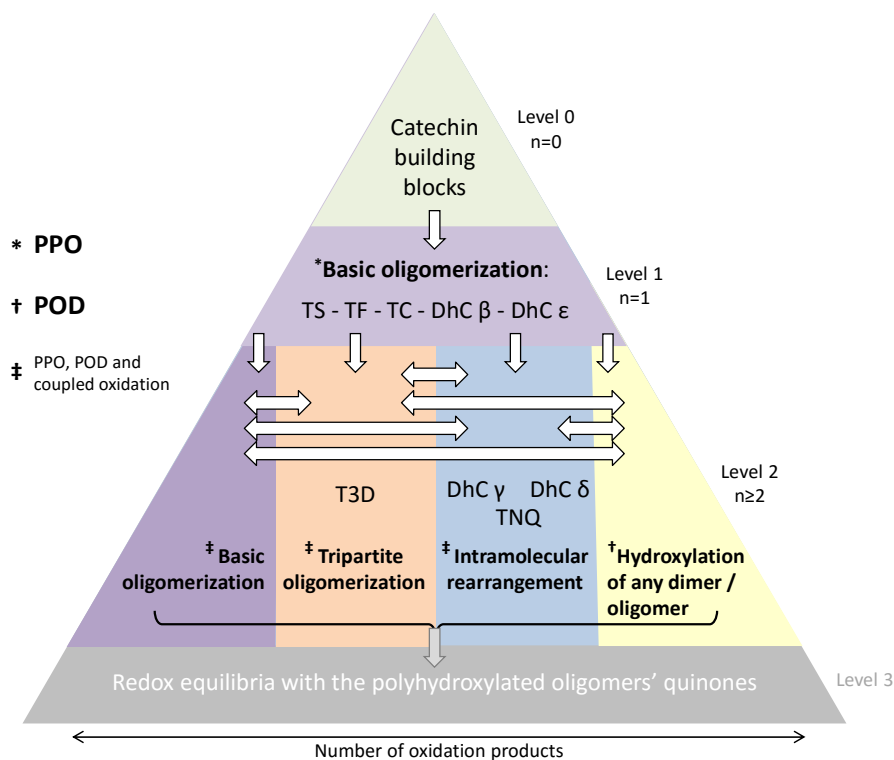 Catechin
building
blocks
Level 0
n=0
* PPO
† POD
‡ PPO, POD and
coupled oxidation
*Basic oligomerization:
TS - TF - TC - DhC β - DhC ε
Level 1
n=1
T3D
DhC γ DhC δ
TNQ
Level 2
n≥2
‡ Basic
oligomerization
‡ Tripartite
oligomerization
‡ Intramolecular
rearrangement
†Hydroxylation
of any dimer /
oligomer
Redox equilibria with the polyhydroxylated oligomers' quinones
Level 3
Number of oxidation products